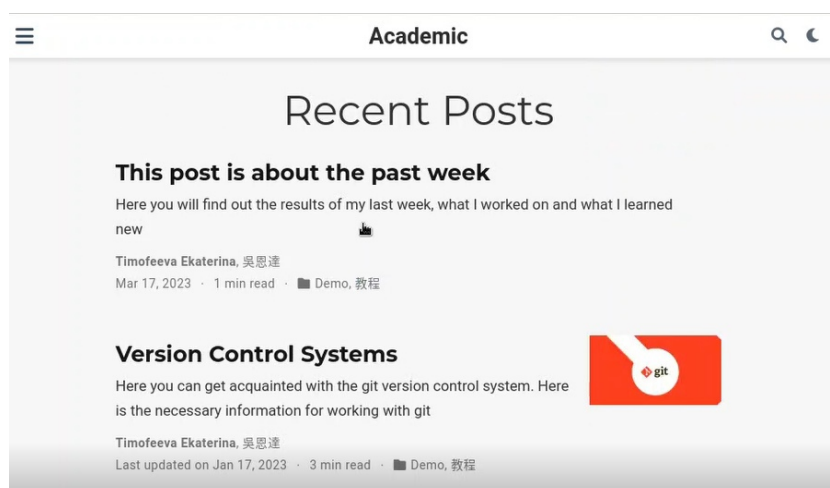 Academic
Recent Posts
This post is about the past week
Here you will find out the results of my last week, what I worked on and what I learned
new
Timofeeva Ekaterina, 吳恩達
Mar 17, 2023 · 1 min read · Demo, 教程
Version Control Systems
Here you can get acquainted with the git version control system. Here
is the necessary information for working with git
git
Timofeeva Ekaterina, 吳恩達
Last updated on Jan 17, 2023 · 3 min read · Demo, 教程